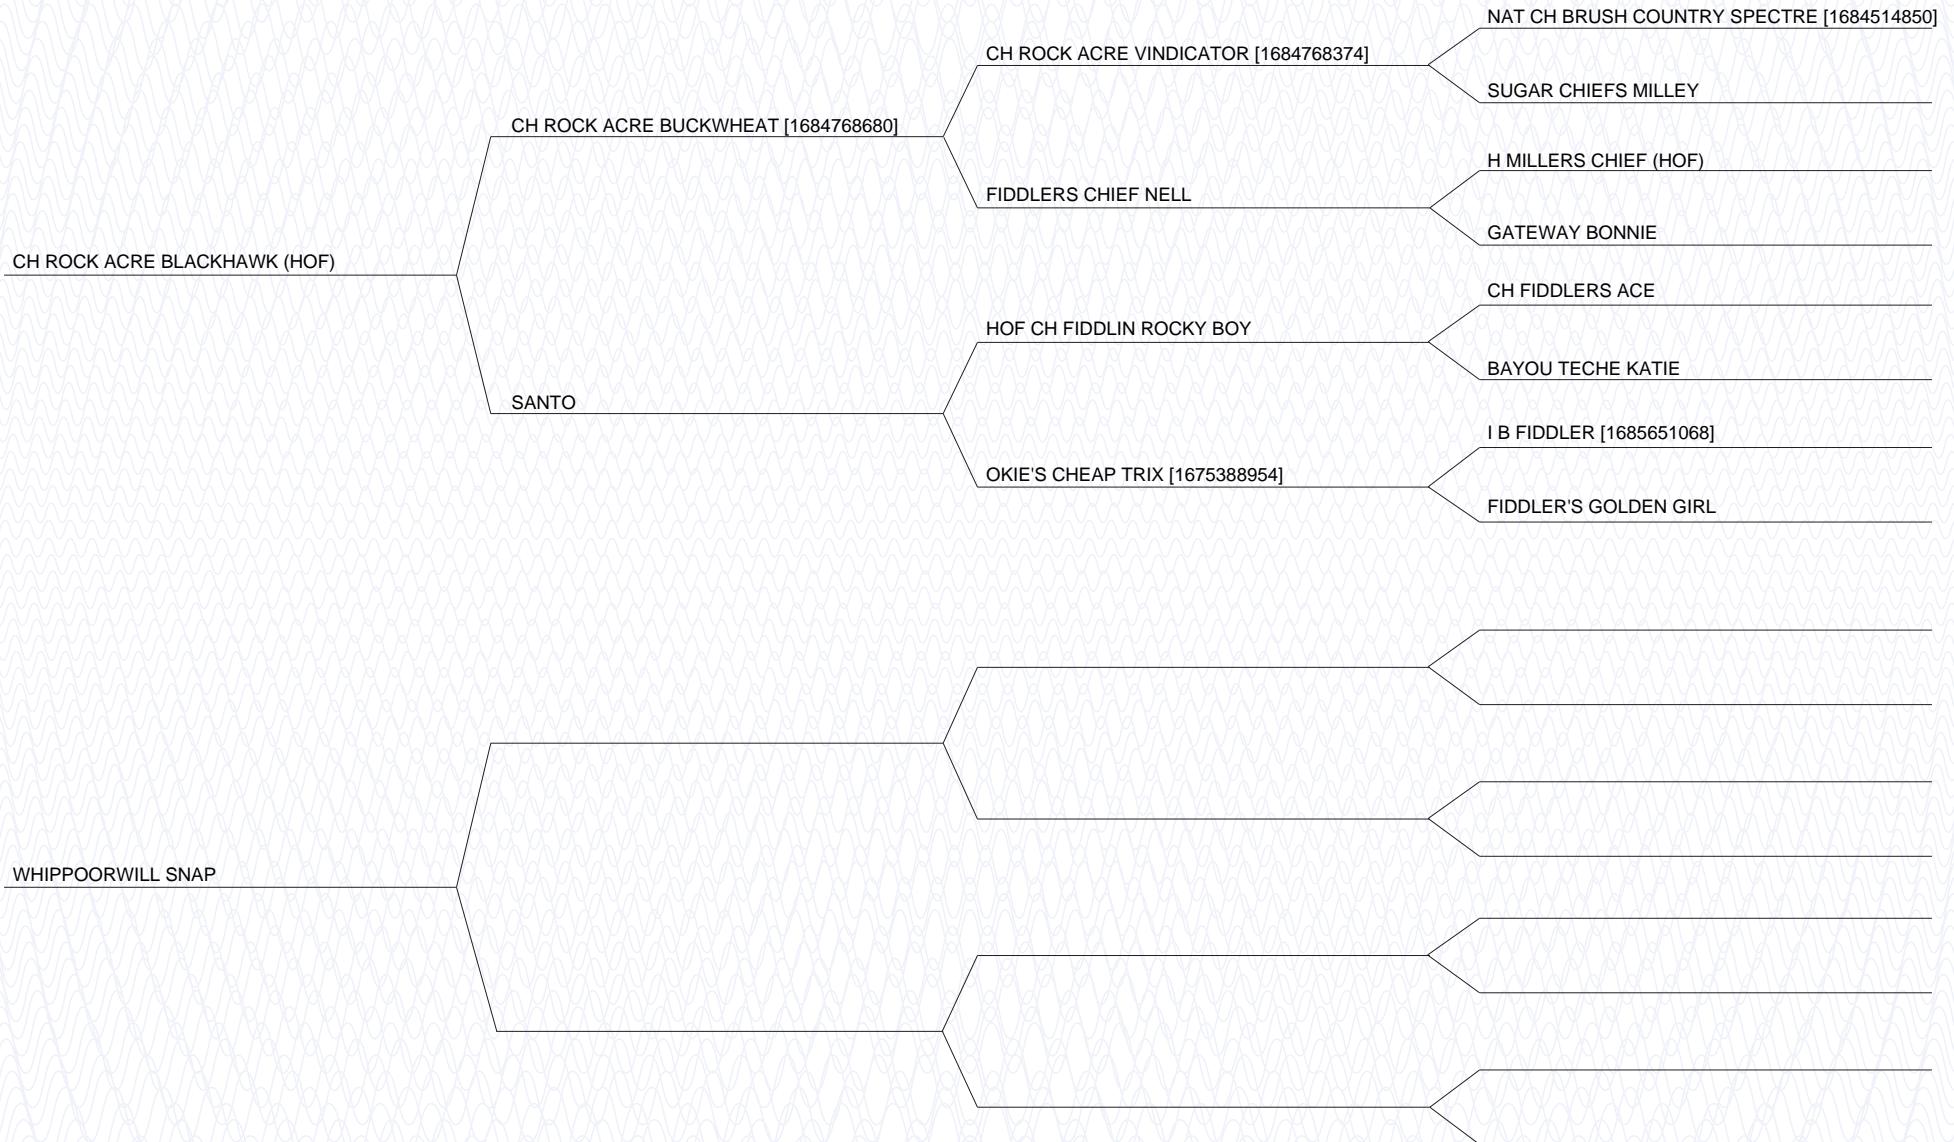 NAT CH BRUSH COUNTRY SPECTRE [1684514850]
CH ROCK ACRE VINDICATOR [1684768374]
SUGAR CHIEFS MILLEY
CH ROCK ACRE BUCKWHEAT [1684768680]
H MILLERS CHIEF (HOF)
FIDDLERS CHIEF NELL
GATEWAY BONNIE
CH ROCK ACRE BLACKHAWK (HOF)
CH FIDDLERS ACE
HOF CH FIDDLIN ROCKY BOY
BAYOU TECHE KATIE
SANTO
I B FIDDLER [1685651068]
OKIE'S CHEAP TRIX [1675388954]
FIDDLER'S GOLDEN GIRL
WHIPPOORWILL SNAP